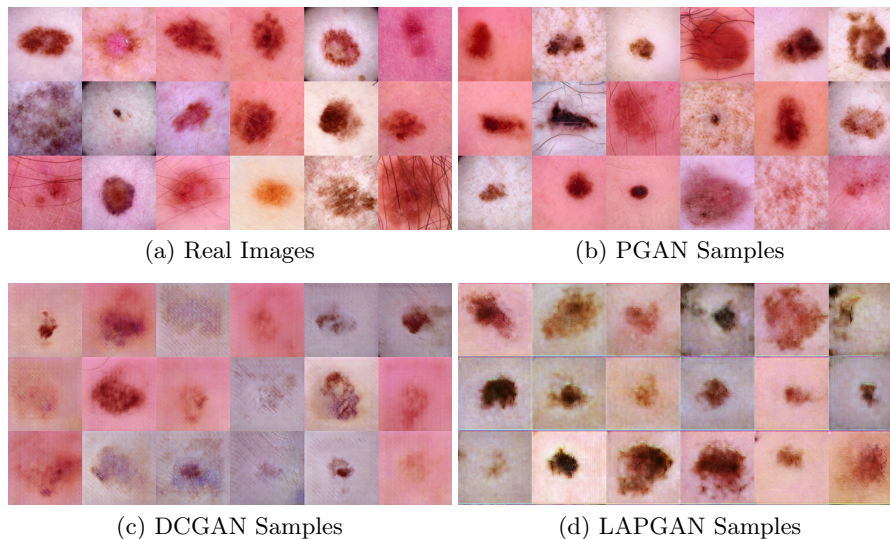 (a) Real Images
(b) PGAN Samples
(c) DCGAN Samples
(d) LAPGAN Samples